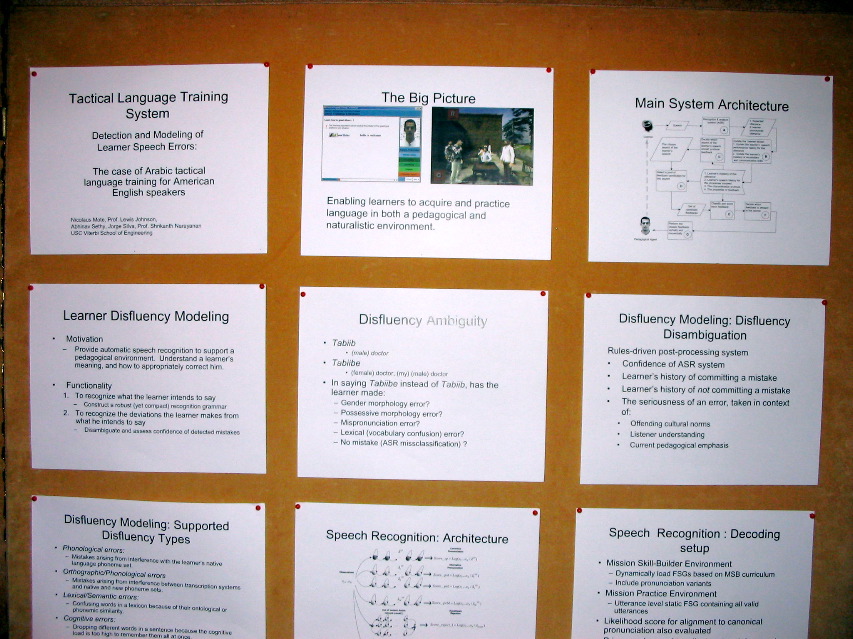 Tactical Language Training
System
Detection and Modeling of
Learner Speech Errors:
The case of Arabic tactical
language training for American
English speakers
Nicolaus Mote, Prof. Lewis Johnson,
Abhinav Sethy, Jorge Silva, Prof. Shrikanth Narayanan
USC Viterbi School of Engineering
The Big Picture
Enabling learners to acquire and practice
language in both a pedagogical and
naturalistic environment.
Main System Architecture
Learner Disfluency Modeling
• Motivation
– Provide automatic speech recognition to support a
pedagogical environment. Understand a learner's
meaning, and how to appropriately correct him.
• Functionality
1. To recognize what the learner intends to say
– Construct a robust (yet compact) recognition grammar
2. To recognize the deviations the learner makes from
what he intends to say
– Disambiguate and assess confidence of detected mistakes
Disfluency Ambiguity
• Tabiib
• (male) doctor
• Tabiibe
• (female) doctor, (my) (male) doctor
• In saying Tabiibe instead of Tabiib, has the
learner made:
– Gender morphology error?
– Possessive morphology error?
– Mispronunciation error?
– Lexical (vocabulary confusion) error?
– No mistake (ASR missclassification) ?
Disfluency Modeling: Disfluency
Disambiguation
Rules-driven post-processing system
• Confidence of ASR system
• Learner's history of committing a mistake
• Learner's history of not committing a mistake
• The seriousness of an error, taken in context
of:
• Offending cultural norms
• Listener understanding
• Current pedagogical emphasis
Disfluency Modeling: Supported
Disfluency Types
• Phonological errors:
– Mistakes arising from interference with the learner's native
language phoneme set.
• Orthographic/Phonological errors
– Mistakes arising from interference between transcription systems
and native and new phoneme sets.
• Lexical/Semantic errors:
– Confusing words in a lexicon because of their ontological or
phonemic similarity.
• Cognitive errors:
– Dropping different words in a sentence because the cognitive
load is too high to remember them all at once.
Speech Recognition: Architecture
Speech Recognition : Decoding
setup
• Mission Skill-Builder Environment
– Dynamically load FSGs based on MSB curriculum
– Include pronunciation variants
• Mission Practice Environment
– Utterance level static FSG containing all valid
utterances
• Likelihood score for alignment to canonical
pronunciation also evaluated